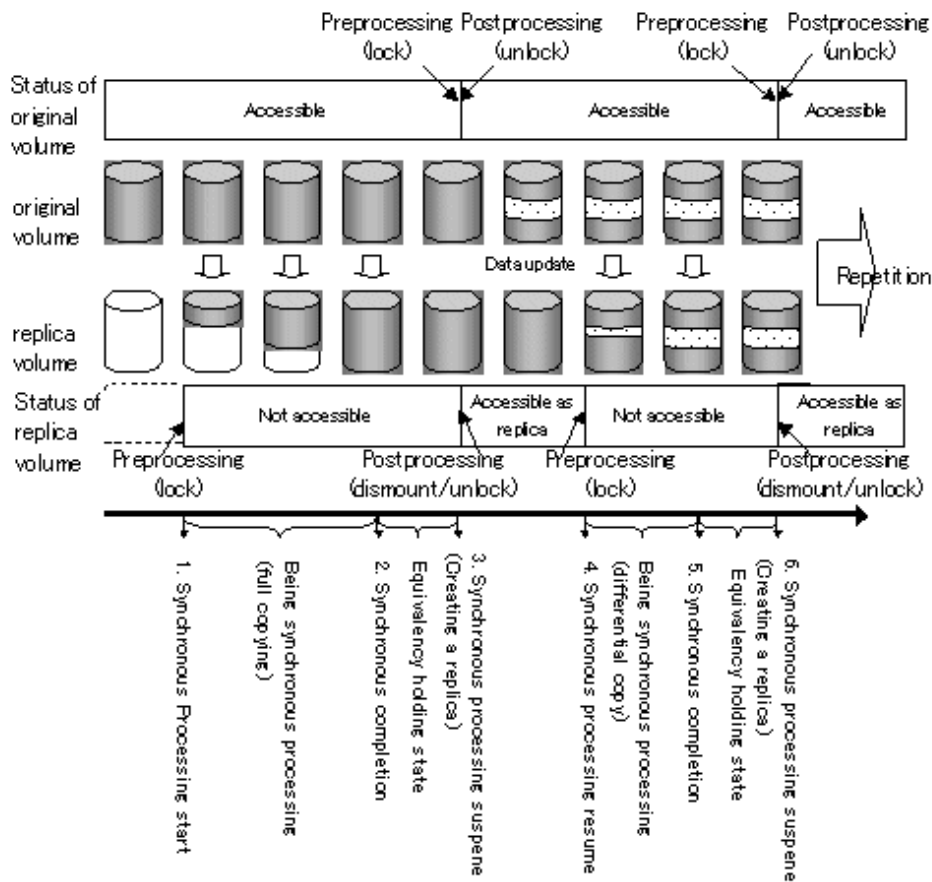 Preprocessing
(lock)
Postprocessing
(unlock)
Preprocessing
(lock)
Postprocessing
(unlock)
Status of
original
volume
Accessible
Accessible
Accessible
original
volume
Data update
Repetition
replica
volume
Status of
replica
volume
Not accessible
Accessible as
replica
Not accessible
Accessible as
replica
Preprocessing
(lock)
Postprocessing
(dismount/unlock)
Preprocessing
(lock)
Postprocessing
(dismount/unlock)
1. Synchronous Processing start
Being synchronous processing
(full copying)
2. Synchronous completion
Equivalency holding state
3. Synchronous processing suspene
(Creating a replica)
4. Synchronous processing resume
Being synchronous processing
(differential copy)
5. Synchronous completion
Equivalency holding state
6. Synchronous processing suspene
(Creating a replica)